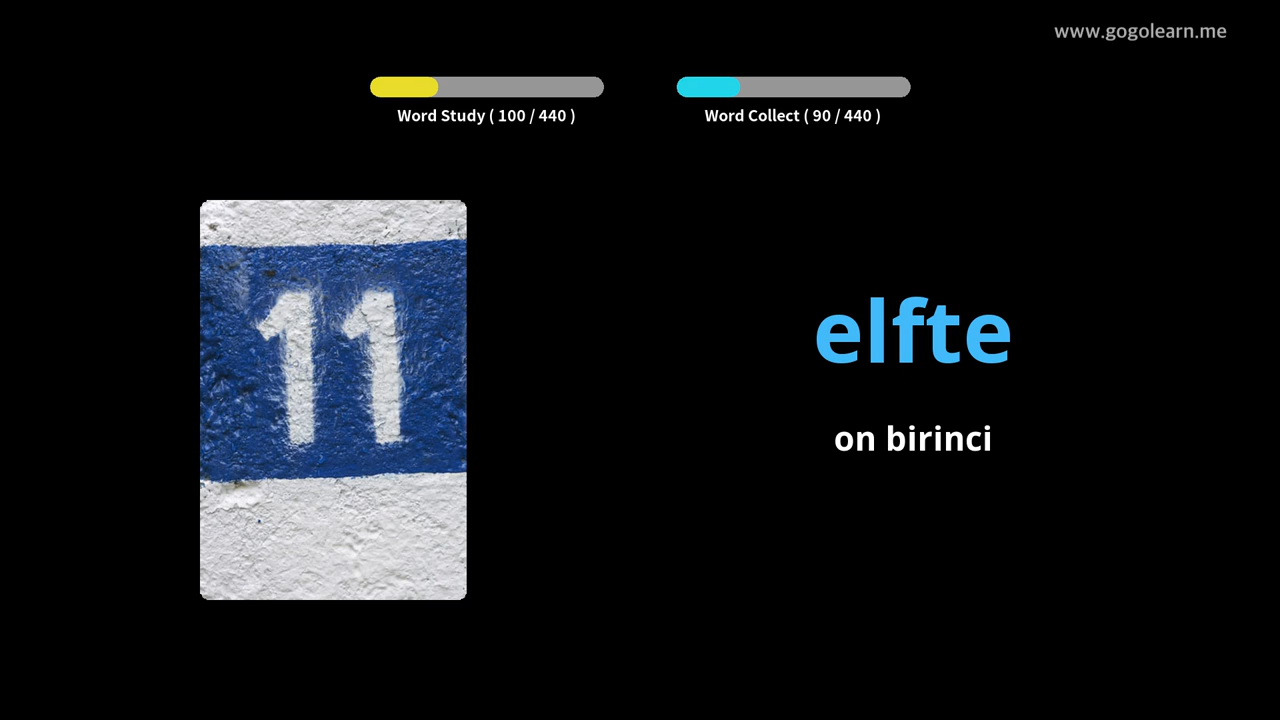 www.gogolearn.me
Word Study ( 100 / 440 )
Word Collect ( 90 / 440 )
11
elfte
on birinci